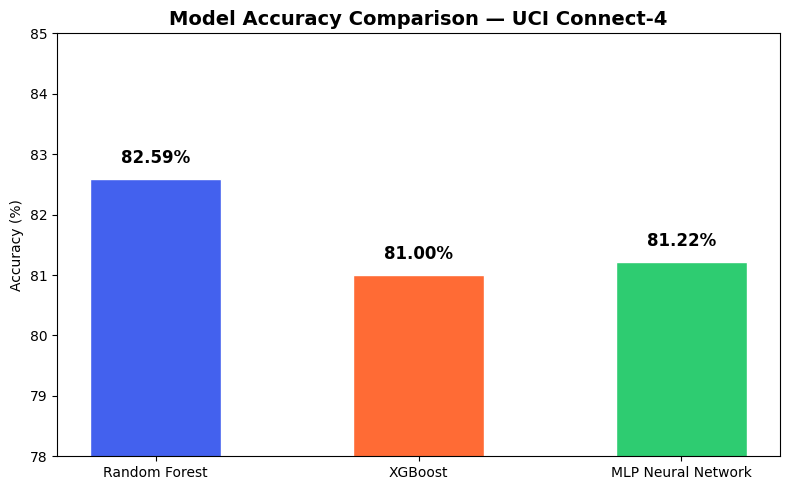 Model Accuracy Comparison — UCI Connect-4
Accuracy (%)
85
84
83
82
81
80
79
78
82.59%
81.00%
81.22%
Random Forest
XGBoost
MLP Neural Network